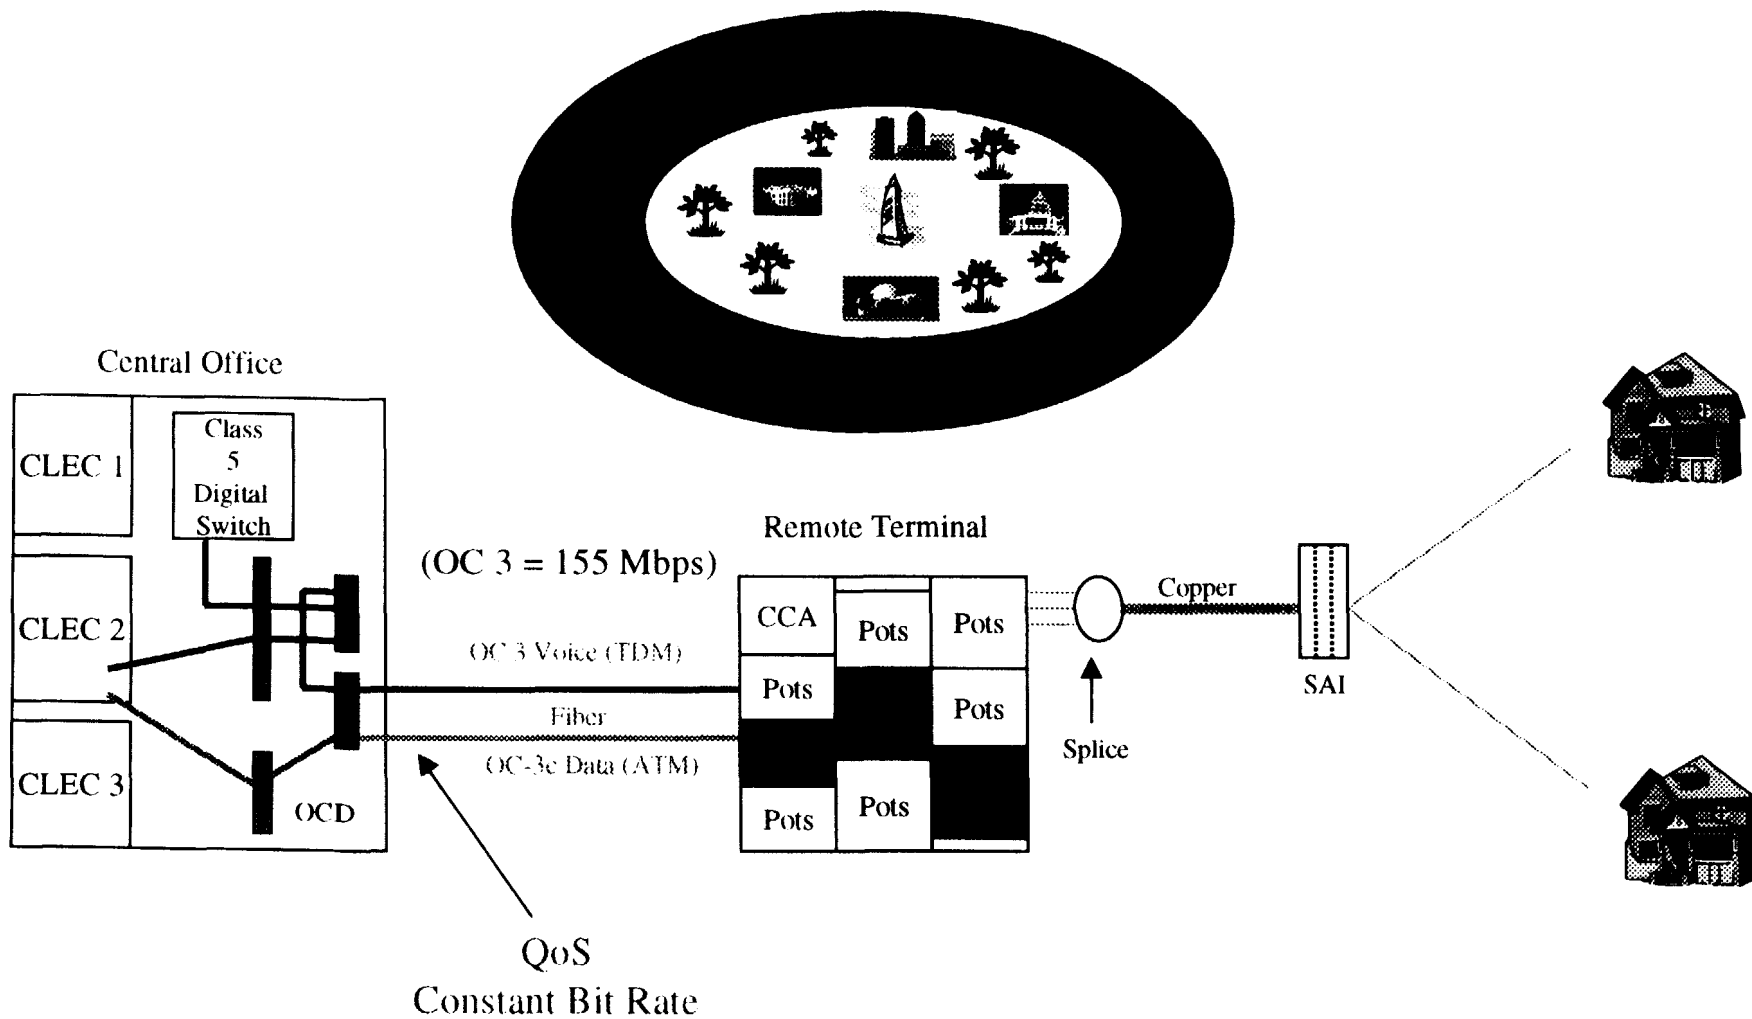 Central Office
CLEC 1
Class
5
Digital
Switch
CLEC 2
CLEC 3
OCD
(OC 3 = 155 Mbps)
OC 3 Voice (TDM)
Fiber
OC-3c Data (ATM)
QoS
Constant Bit Rate
Remote Terminal
CCA
Pots
Pots
Pots
Pots
Pots
Pots
Splice
Copper
SAI